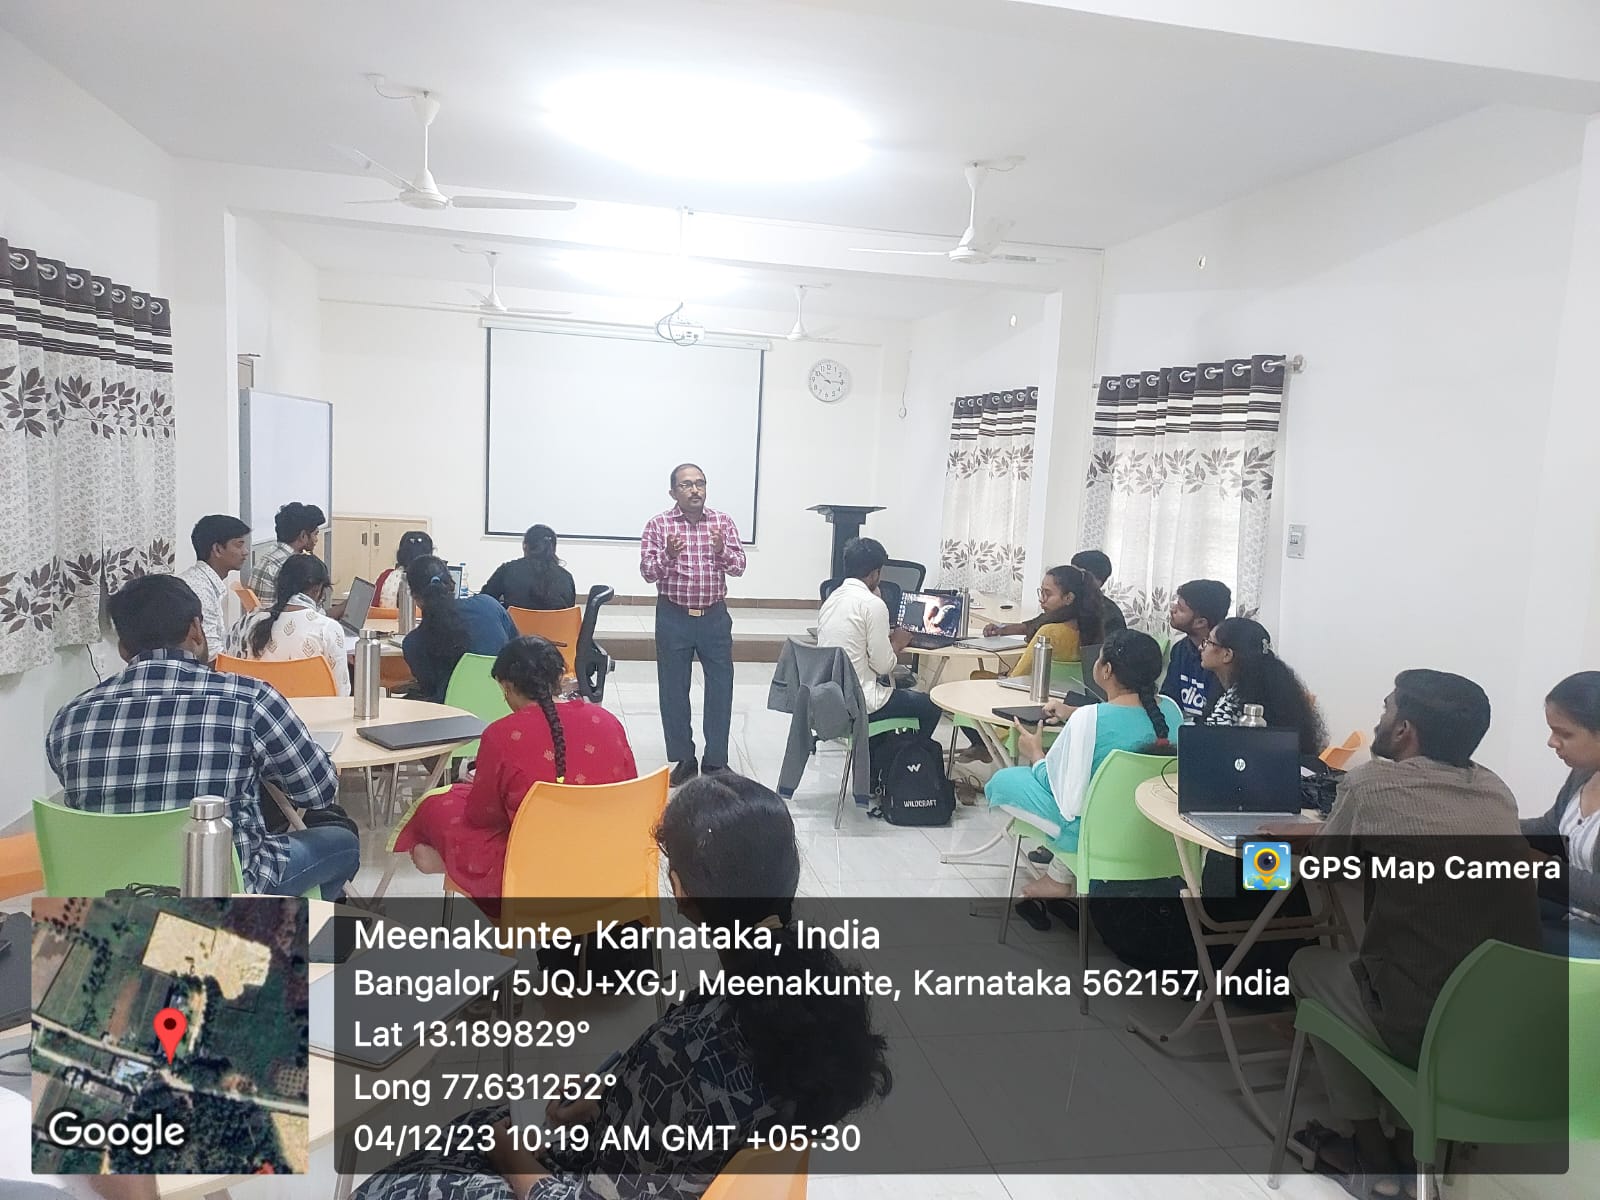 WILDCRAFT
hp
GPS Map Camera
Meenakunte, Karnataka, India
Bangalor, 5JQJ+XGJ, Meenakunte, Karnataka 562157, India
Lat 13.189829°
Long 77.631252°
04/12/23 10:19 AM GMT +05:30
Google